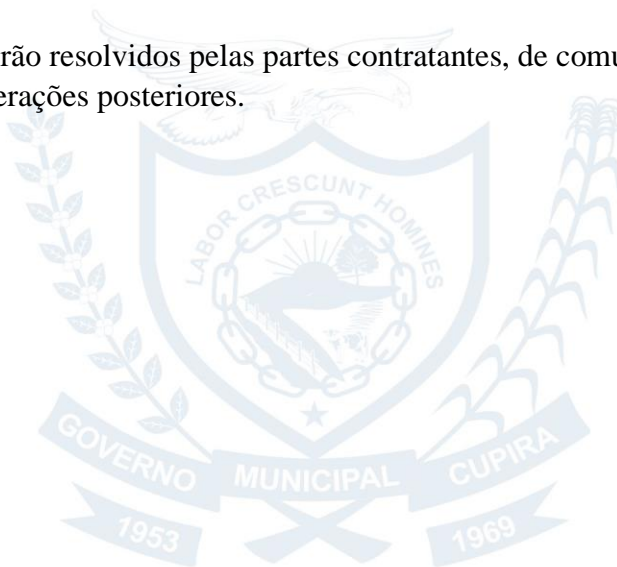 rão resolvidos pelas partes contratantes, de comu
erações posteriores.
LABOR CRESCUNT HOMINES
GOVERNO MUNICIPAL CUPIRA
1953 1969